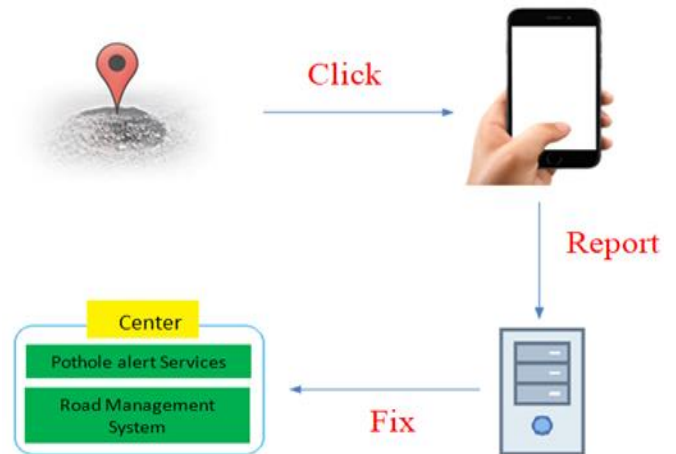 Click
Report
Center
Pothole alert Services
Road Management
System
Fix